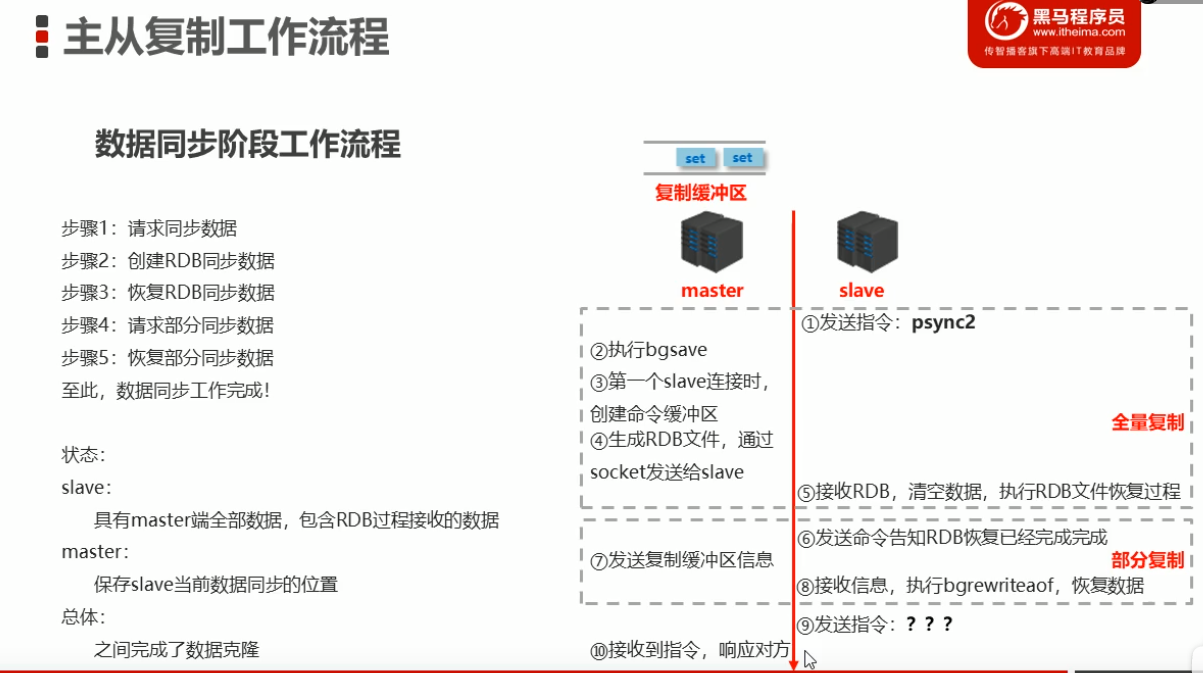 主从复制工作流程
黑马程序员
www.itheima.com
传智播客旗下高端IT教育品牌
数据同步阶段工作流程
步骤1：请求同步数据
步骤2：创建RDB同步数据
步骤3：恢复RDB同步数据
步骤4：请求部分同步数据
步骤5：恢复部分同步数据
至此，数据同步工作完成！
状态：
slave：
具有master端全部数据，包含RDB过程接收的数据
master：
保存slave当前数据同步的位置
总体：
之间完成了数据克隆
set set
复制缓冲区
master slave
①发送指令：psync2
②执行bgsave
③第一个slave连接时，
创建命令缓冲区
④生成RDB文件，通过
socket发送给slave
全量复制
⑤接收RDB，清空数据，执行RDB文件恢复过程
⑥发送命令告知RDB恢复已经完成完成
部分复制
⑦发送复制缓冲区信息
⑧接收信息，执行bgrewriteaof，恢复数据
⑨发送指令：？？？
⑩接收到指令，响应对方